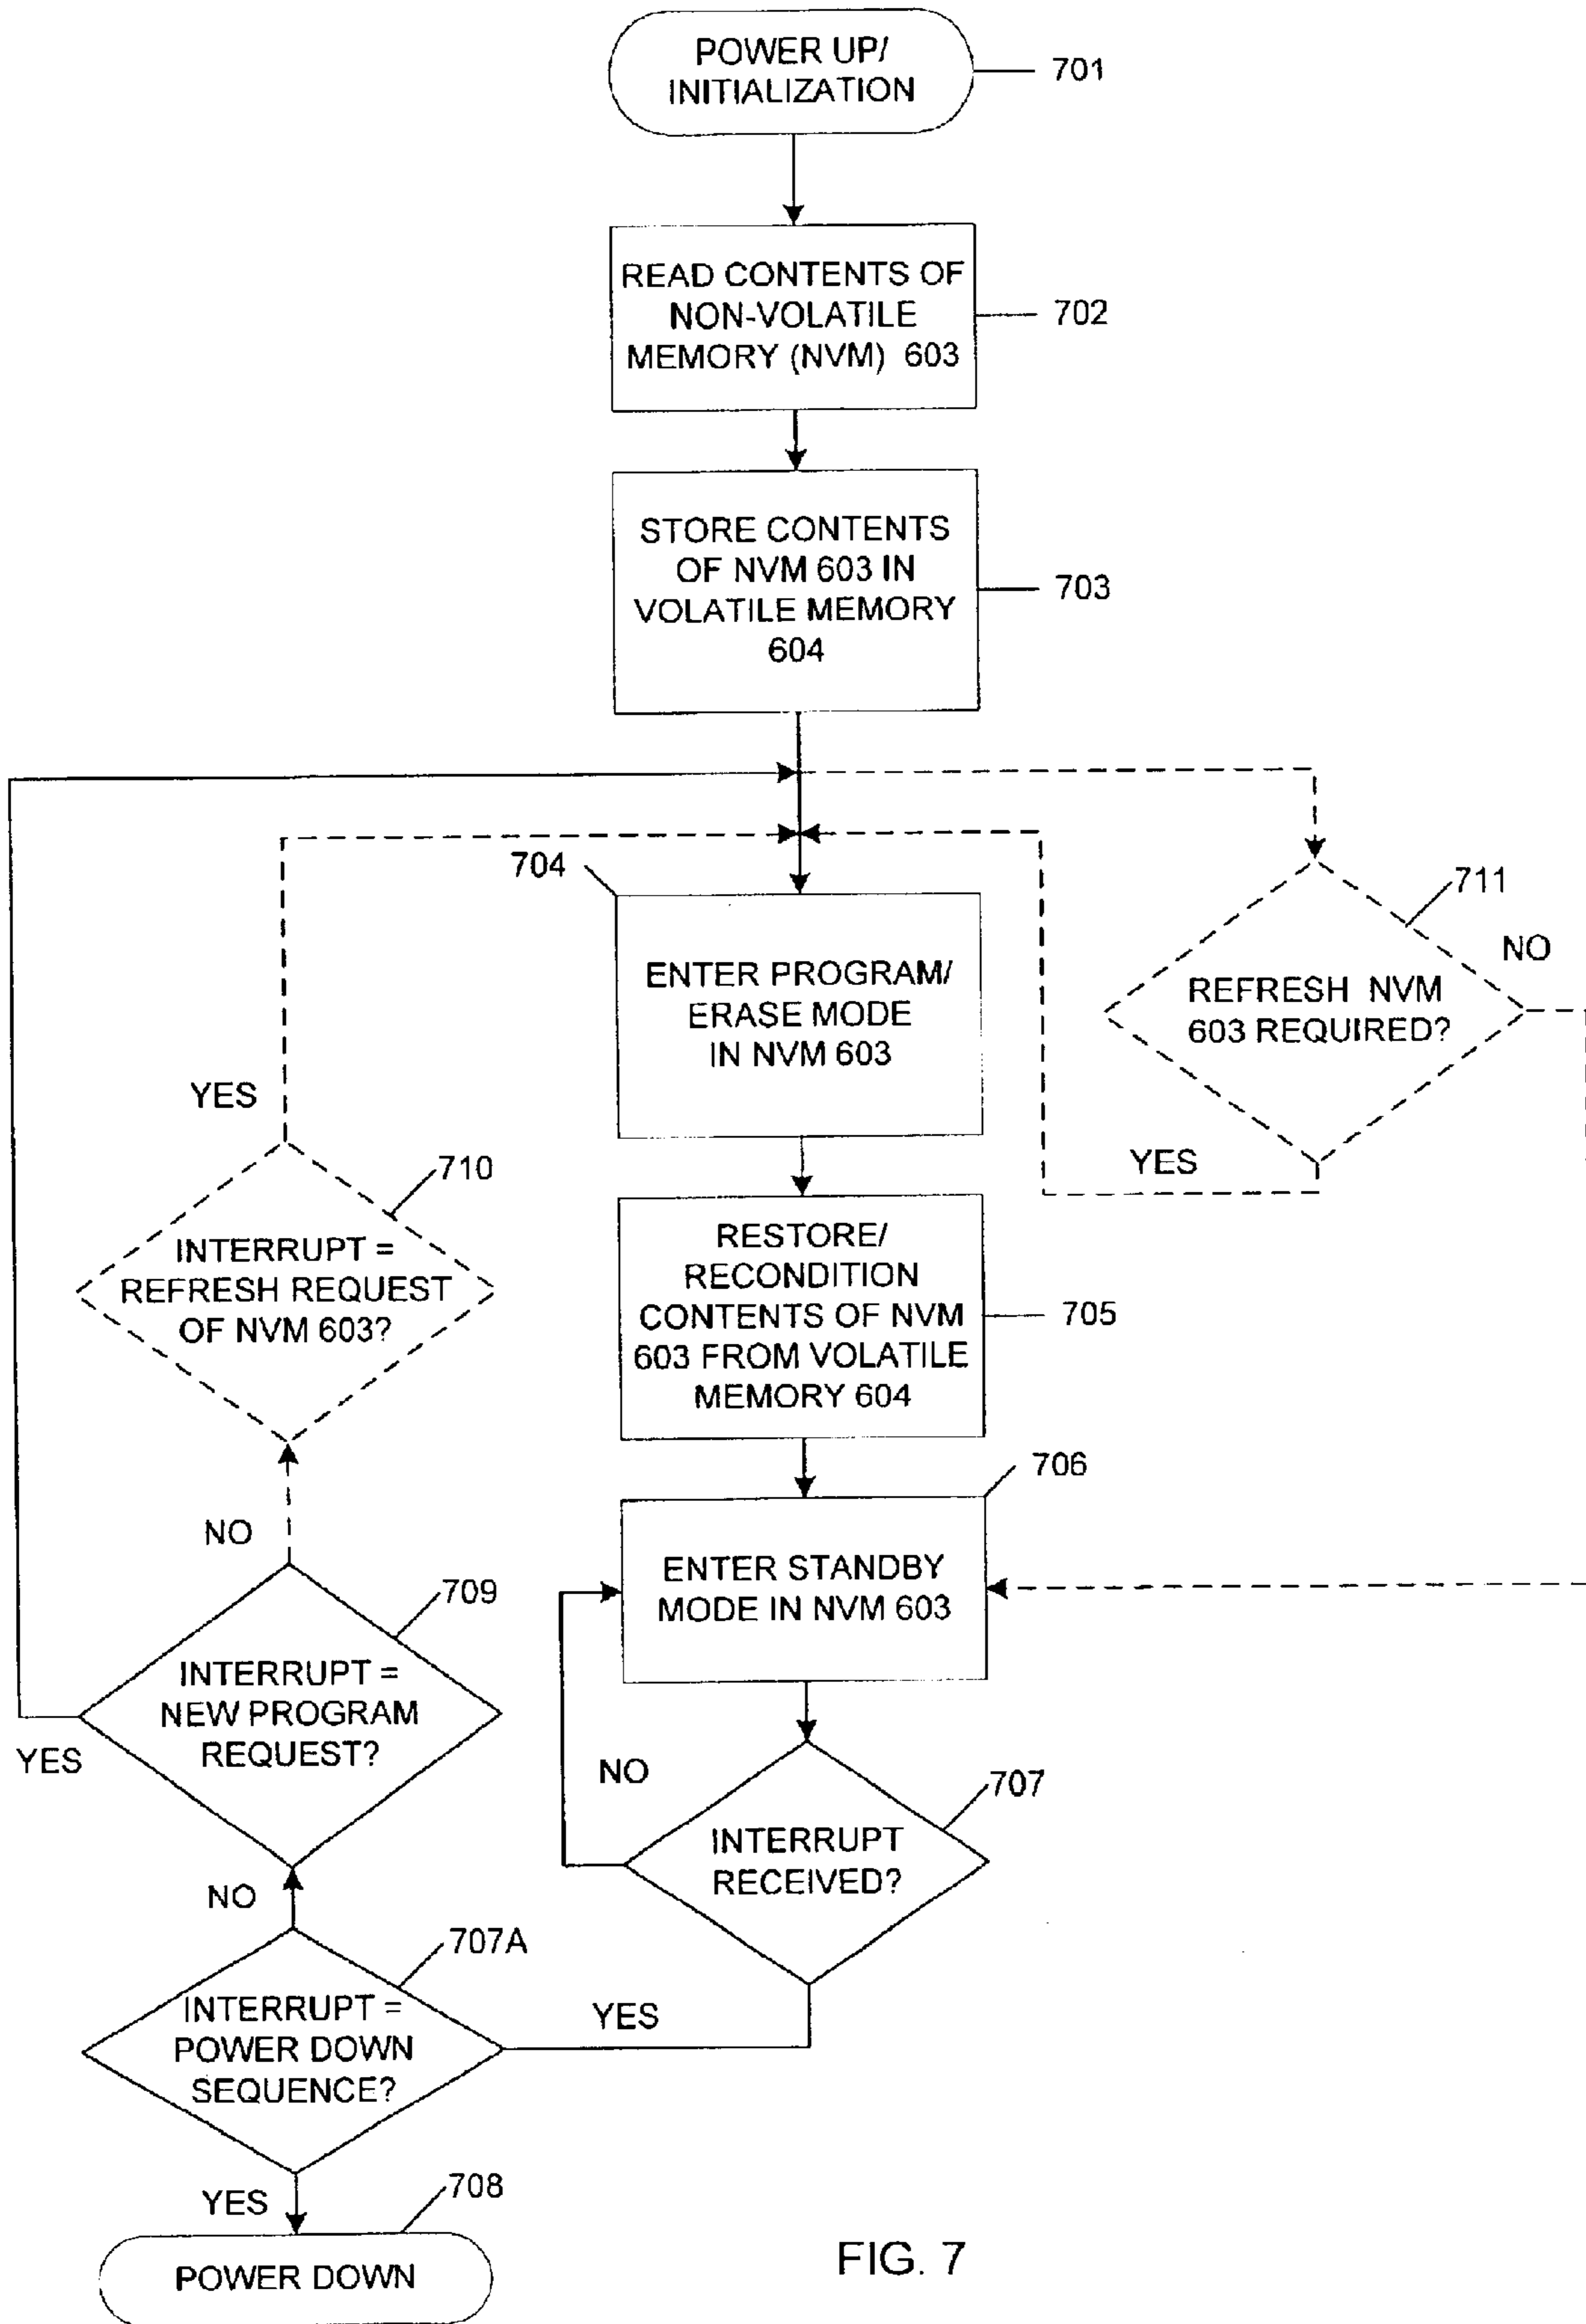 POWER UP/
INITIALIZATION
701
READ CONTENTS OF
NON-VOLATILE
MEMORY (NVM) 603
702
STORE CONTENTS
OF NVM 603 IN
VOLATILE MEMORY
604
703
704
ENTER PROGRAM/
ERASE MODE
IN NVM 603
711
NO
REFRESH NVM
603 REQUIRED?
YES
YES
710
INTERRUPT =
REFRESH REQUEST
OF NVM 603?
RESTORE/
RECONDITION
CONTENTS OF NVM
603 FROM VOLATILE
MEMORY 604
705
706
NO
ENTER STANDBY
MODE IN NVM 603
709
INTERRUPT =
NEW PROGRAM
REQUEST?
YES
NO
707
INTERRUPT
RECEIVED?
NO
707A
INTERRUPT =
POWER DOWN
SEQUENCE?
YES
YES
708
POWER DOWN
FIG. 7